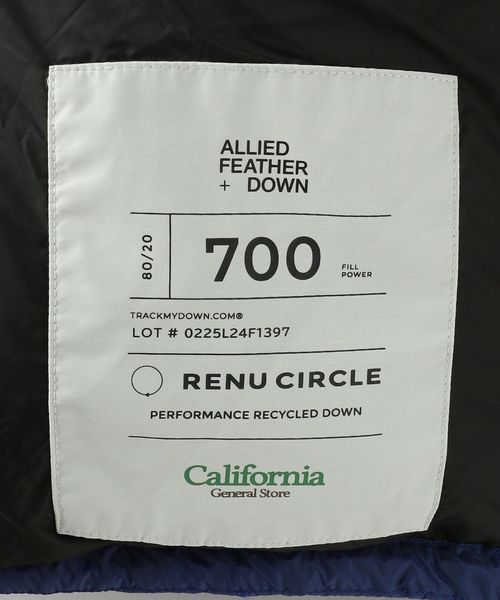 ALLIED
FEATHER
+ DOWN
80/20
700
FILL
POWER
TRACKMYDOWN.COM®
LOT # 0225L24F1397
RENU CIRCLE
PERFORMANCE RECYCLED DOWN
California
General Store